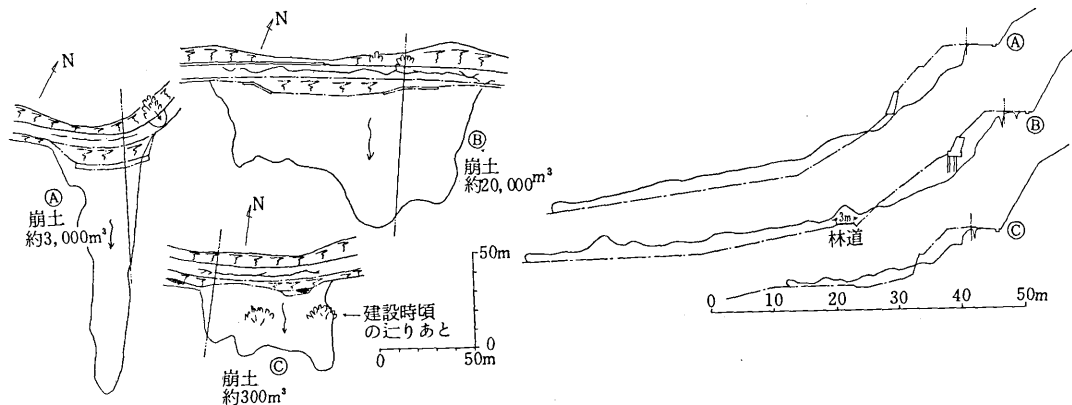 N
Ⓐ
崩土
約3,000m³
N
Ⓑ
崩土
約20,000m³
N
建設時頃
の辷りあと
Ⓒ
崩土
約300m³
50m
0
0
50m
Ⓐ
Ⓑ
3m
林道
Ⓒ
0 10 20 30 40 50m